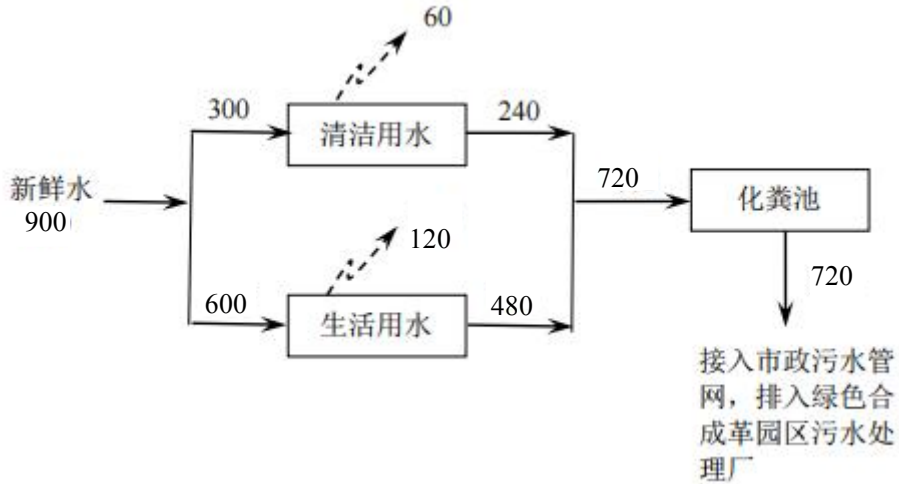 60
300
清洁用水
240
新鲜水
900
720
化粪池
120
600
生活用水
480
720
接入市政污水管
网，排入绿色合
成革园区污水处
理厂